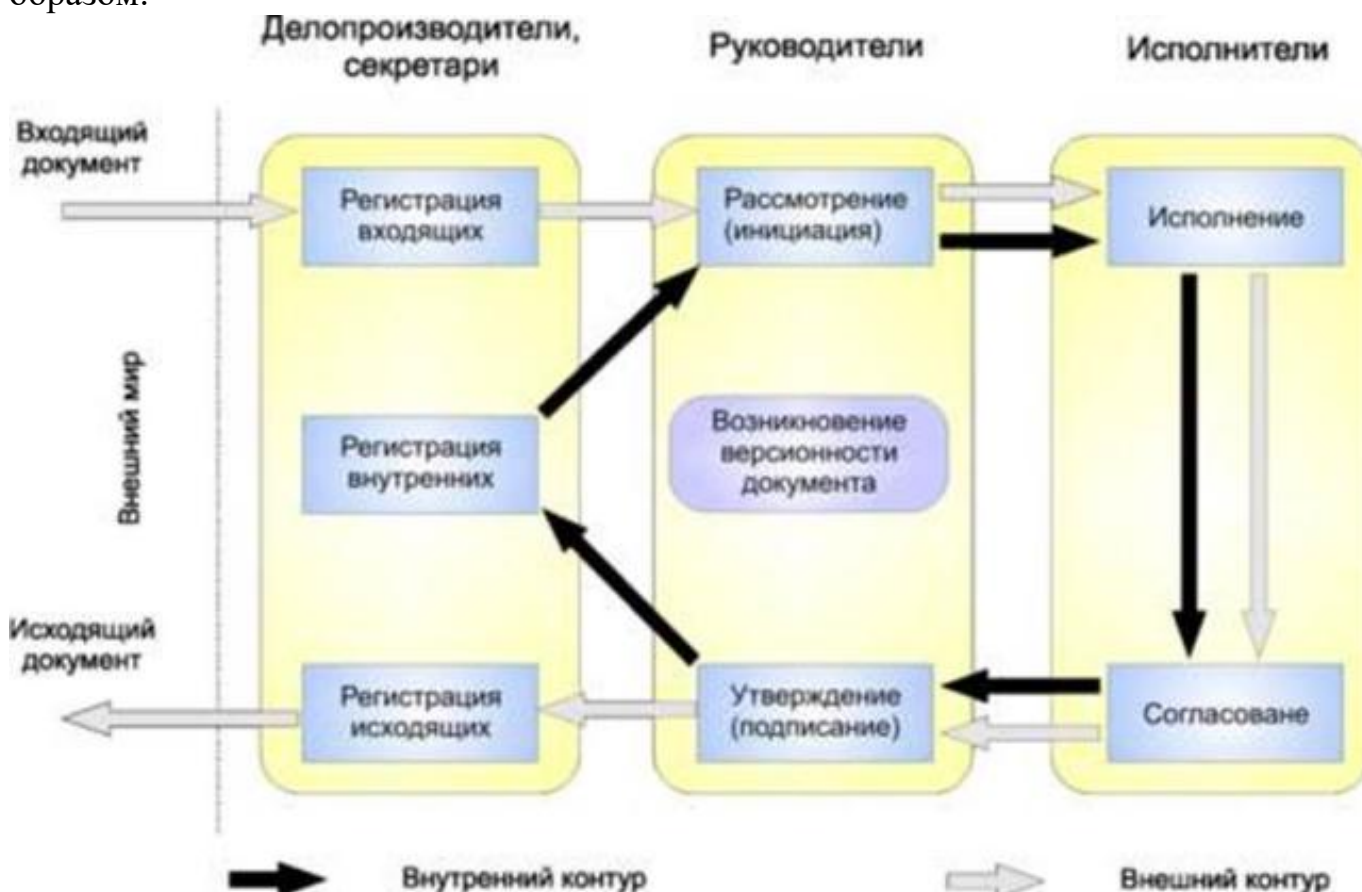 образом:
Делопроизводители,
секретари
Руководители
Исполнители
Входящий
документ
Регистрация
входящих
Рассмотрение
(инициация)
Исполнение
Внешний мир
Регистрация
внутренних
Возникновение
версионности
документа
Исходящий
документ
Регистрация
исходящих
Утверждение
(подписание)
Согласоване
Внутренний контур
Внешний контур